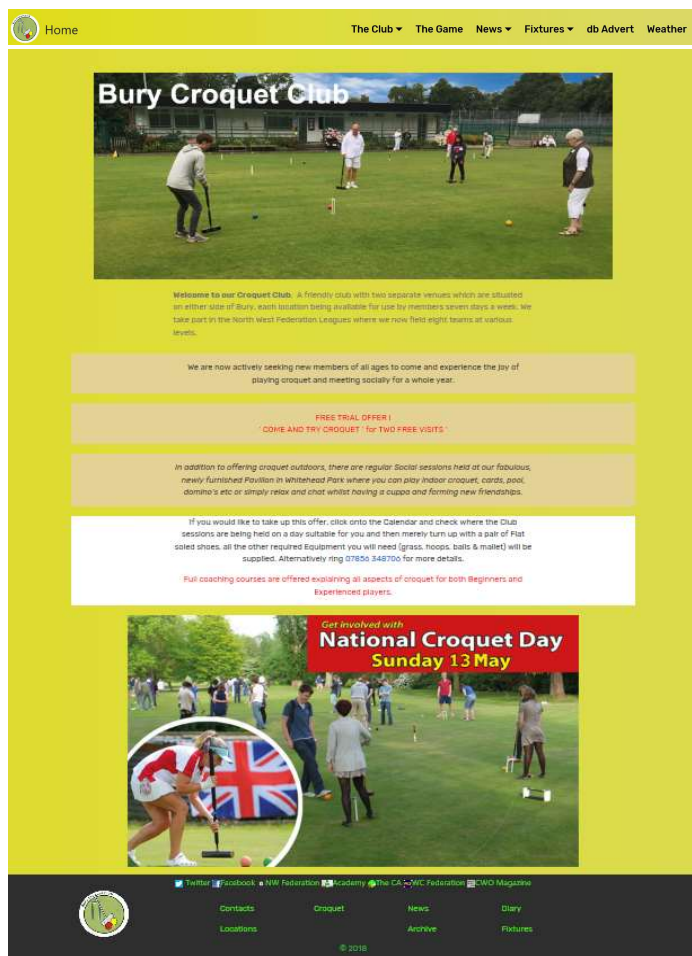 Home
The Club
The Game
News
Fixtures
db Advert
Weather
Bury Croquet Club
Welcome to our Croquet Club. A friendly club with two separate venues which are situated
on either side of Bury, each location being available for use by members seven days a week. We
take part in the North West Federation Leagues where we now field eight teams at various
levels.
We are now actively seeking new members of all ages to come and experience the joy of
playing croquet and meeting socially for a whole year.
FREE TRIAL OFFER !
' COME AND TRY CROQUET ' for TWO FREE VISITS '
In addition to offering croquet outdoors, there are regular Social sessions held at our fabulous,
newly furnished Pavilion in Whitehead Park where you can play indoor croquet, cards, pool,
domino's etc or simply relax and chat whilst having a cuppa and forming new friendships.
If you would like to take up this offer, click onto the Calendar and check where the Club
sessions are being held on a day suitable for you and then merely turn up with a pair of Flat
soled shoes, all the other required Equipment you will need (grass, hoops, balls & mallet) will be
supplied. Alternatively ring 07856 348706 for more details.
Full coaching courses are offered explaining all aspects of croquet for both Beginners and
Experienced players.
Get involved with
National Croquet Day
Sunday 13 May
Twitter Facebook NW Federation Academy The CA WC Federation CWO Magazine
Contacts Croquet News Diary
Locations Archive Fixtures
© 2018